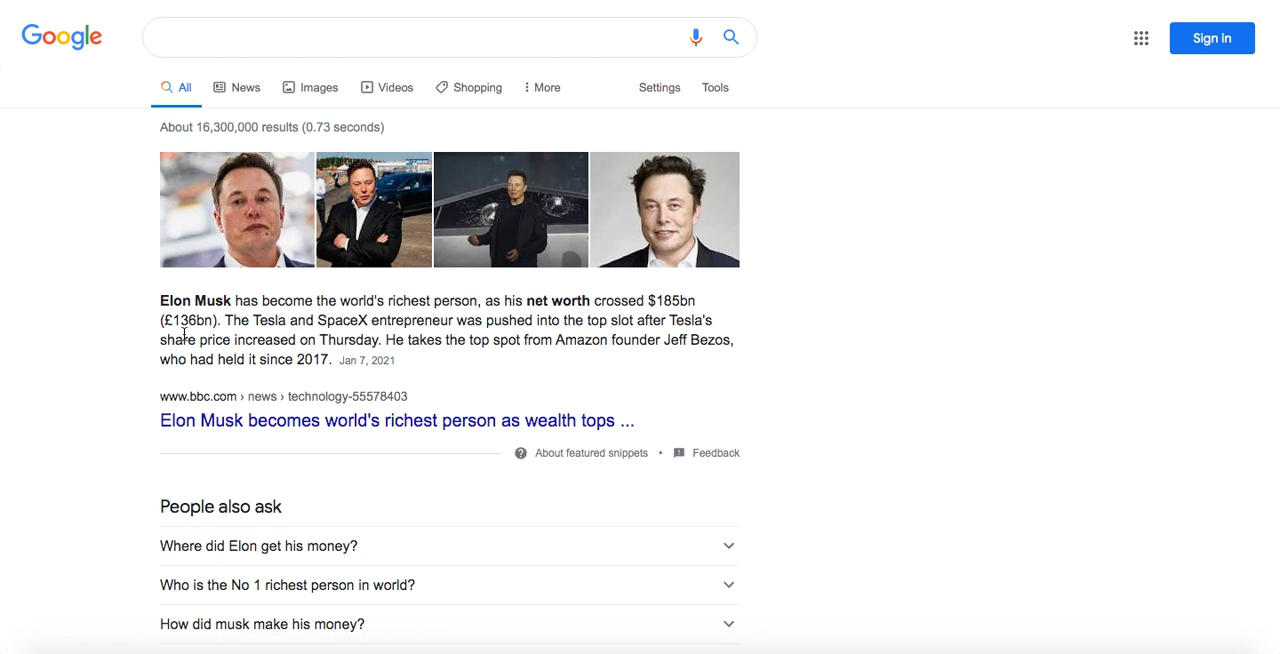 Google
Sign in
All News Images Videos Shopping More Settings Tools
About 16,300,000 results (0.73 seconds)
Elon Musk has become the world's richest person, as his net worth crossed $185bn
(£136bn). The Tesla and SpaceX entrepreneur was pushed into the top slot after Tesla's
share price increased on Thursday. He takes the top spot from Amazon founder Jeff Bezos,
who had held it since 2017. Jan 7, 2021
www.bbc.com › news › technology-55578403
Elon Musk becomes world's richest person as wealth tops ...
About featured snippets • Feedback
People also ask
Where did Elon get his money?
Who is the No 1 richest person in world?
How did musk make his money?